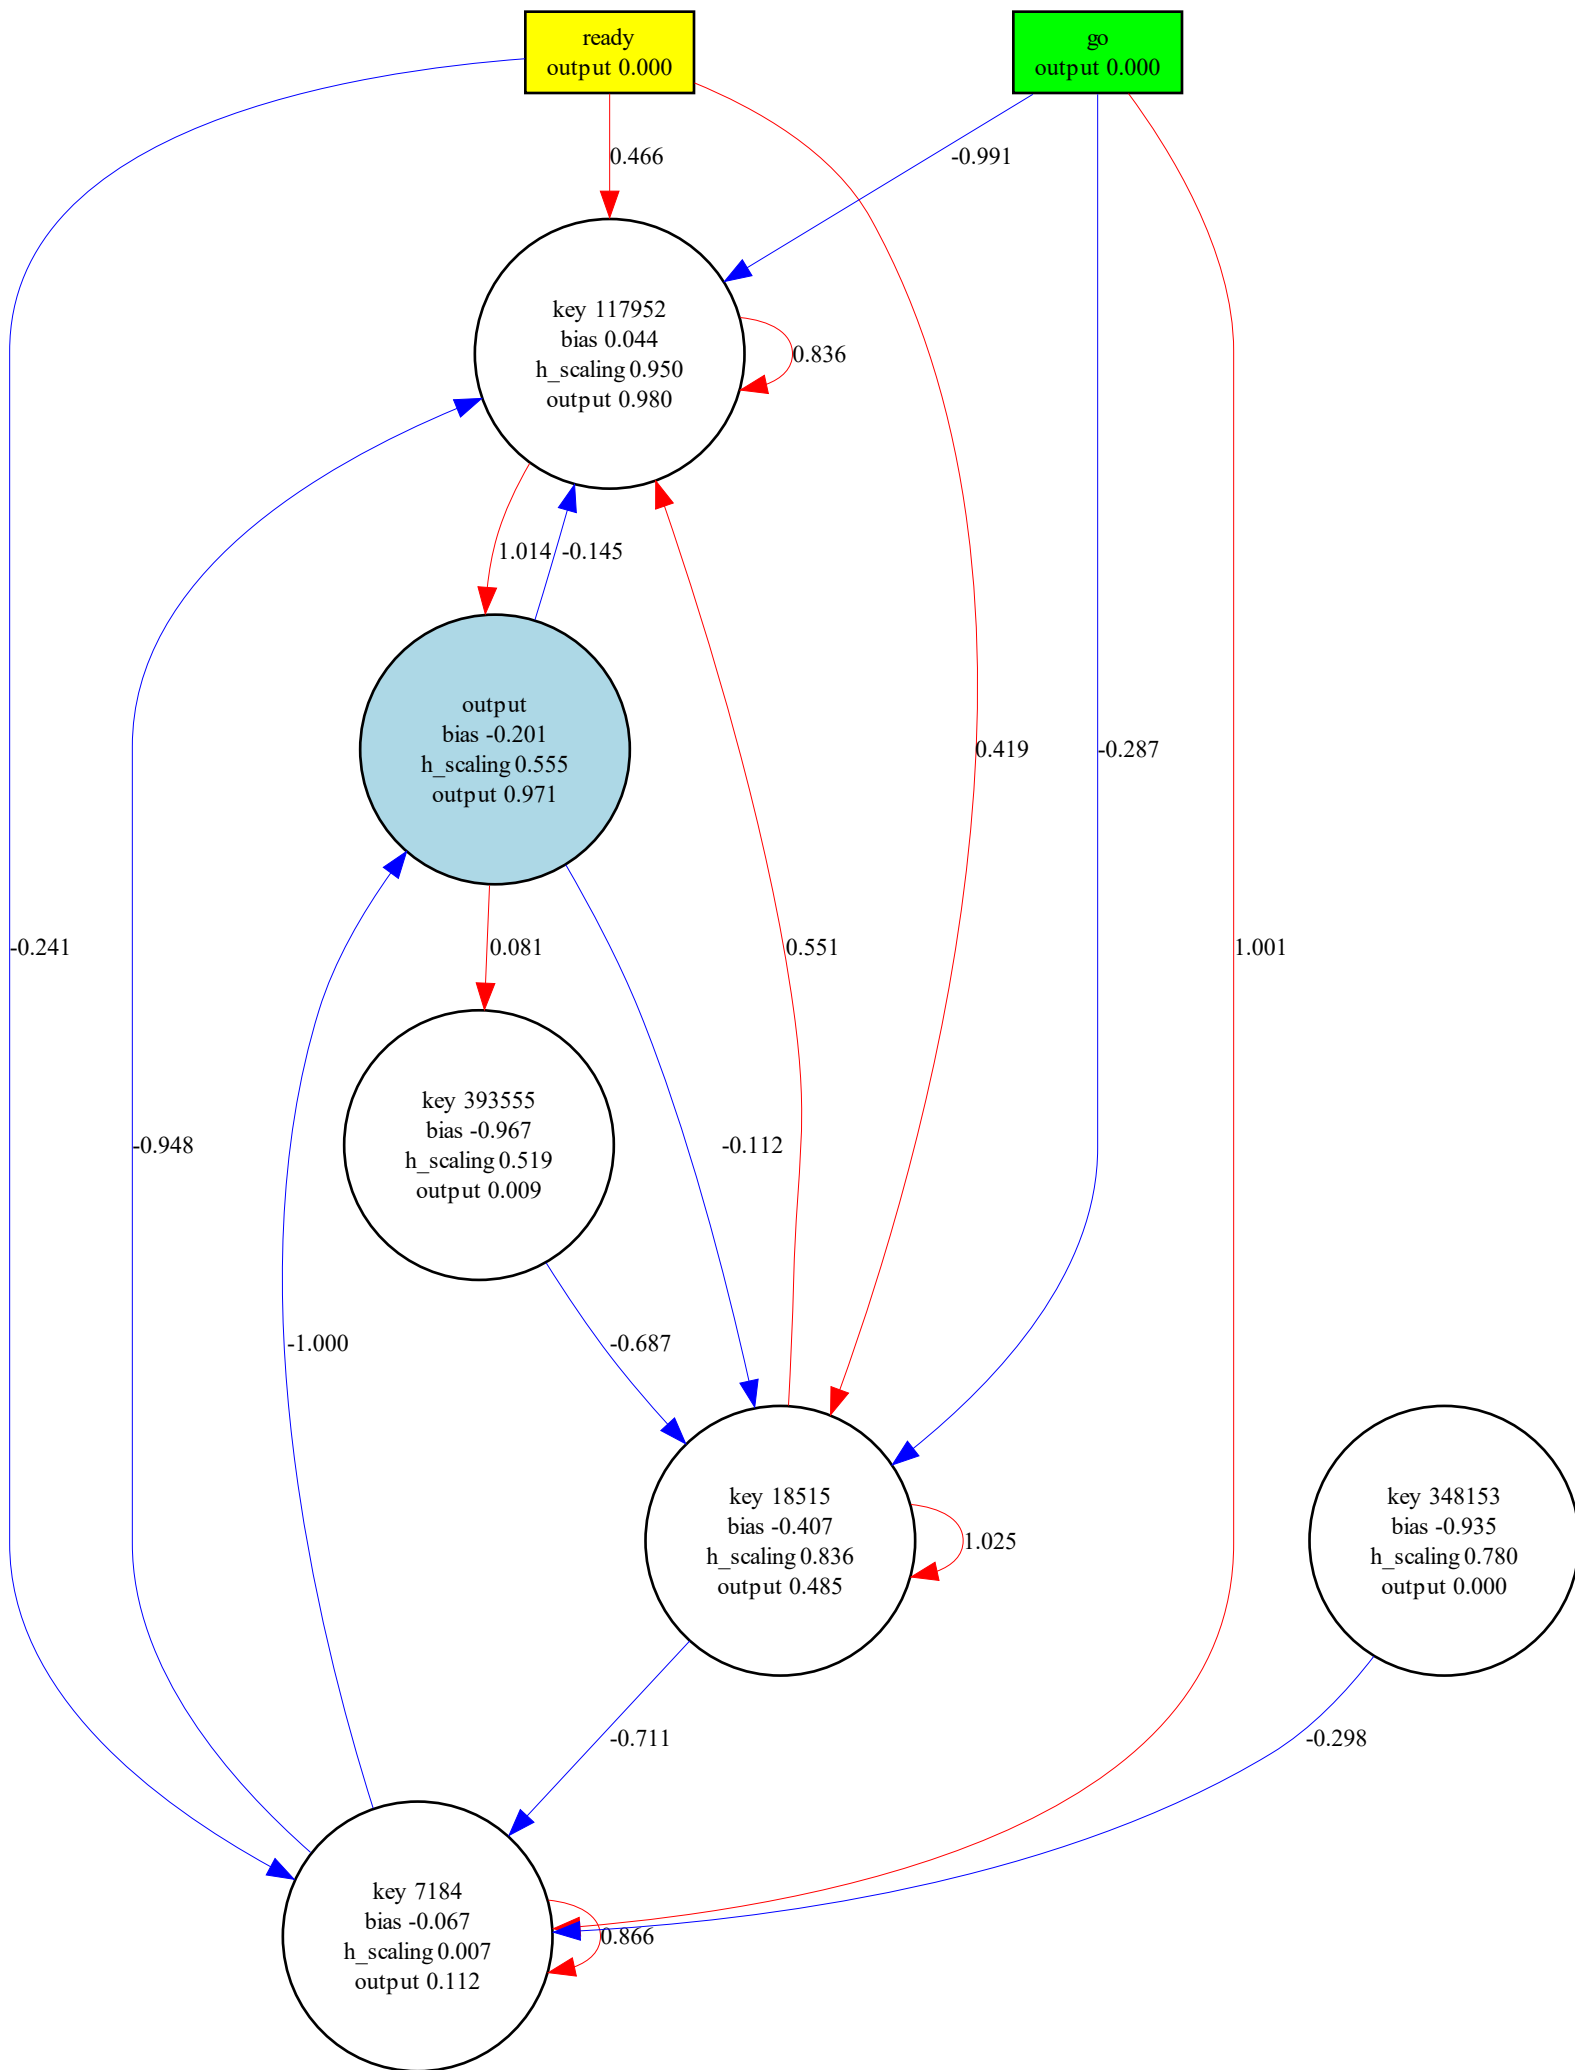 ready
output 0.000
go
output 0.000
0.466
-0.991
key 117952
bias 0.044
h_scaling 0.950
output 0.980
0.836
1.014
-0.145
output
bias -0.201
h_scaling 0.555
output 0.971
0.419
-0.287
-0.241
0.081
0.551
1.001
key 393555
bias -0.967
h_scaling 0.519
output 0.009
-0.948
-0.112
-1.000
-0.687
key 18515
bias -0.407
h_scaling 0.836
output 0.485
1.025
key 348153
bias -0.935
h_scaling 0.780
output 0.000
-0.711
-0.298
key 7184
bias -0.067
h_scaling 0.007
output 0.112
0.866